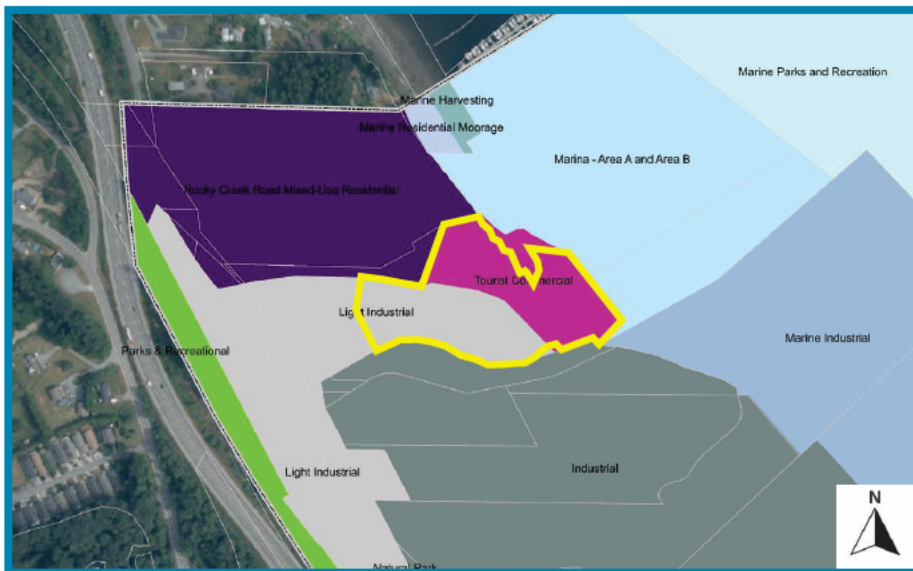 Marine Parks and Recreation
Marine Harvesting
Marine Residential Moorage
Marina - Area A and Area B
Rocky Creek Road Mixed-Use Residential
Tourist Commercial
Light Industrial
Marine Industrial
Parks & Recreational
Light Industrial
Industrial
N
Natural Park